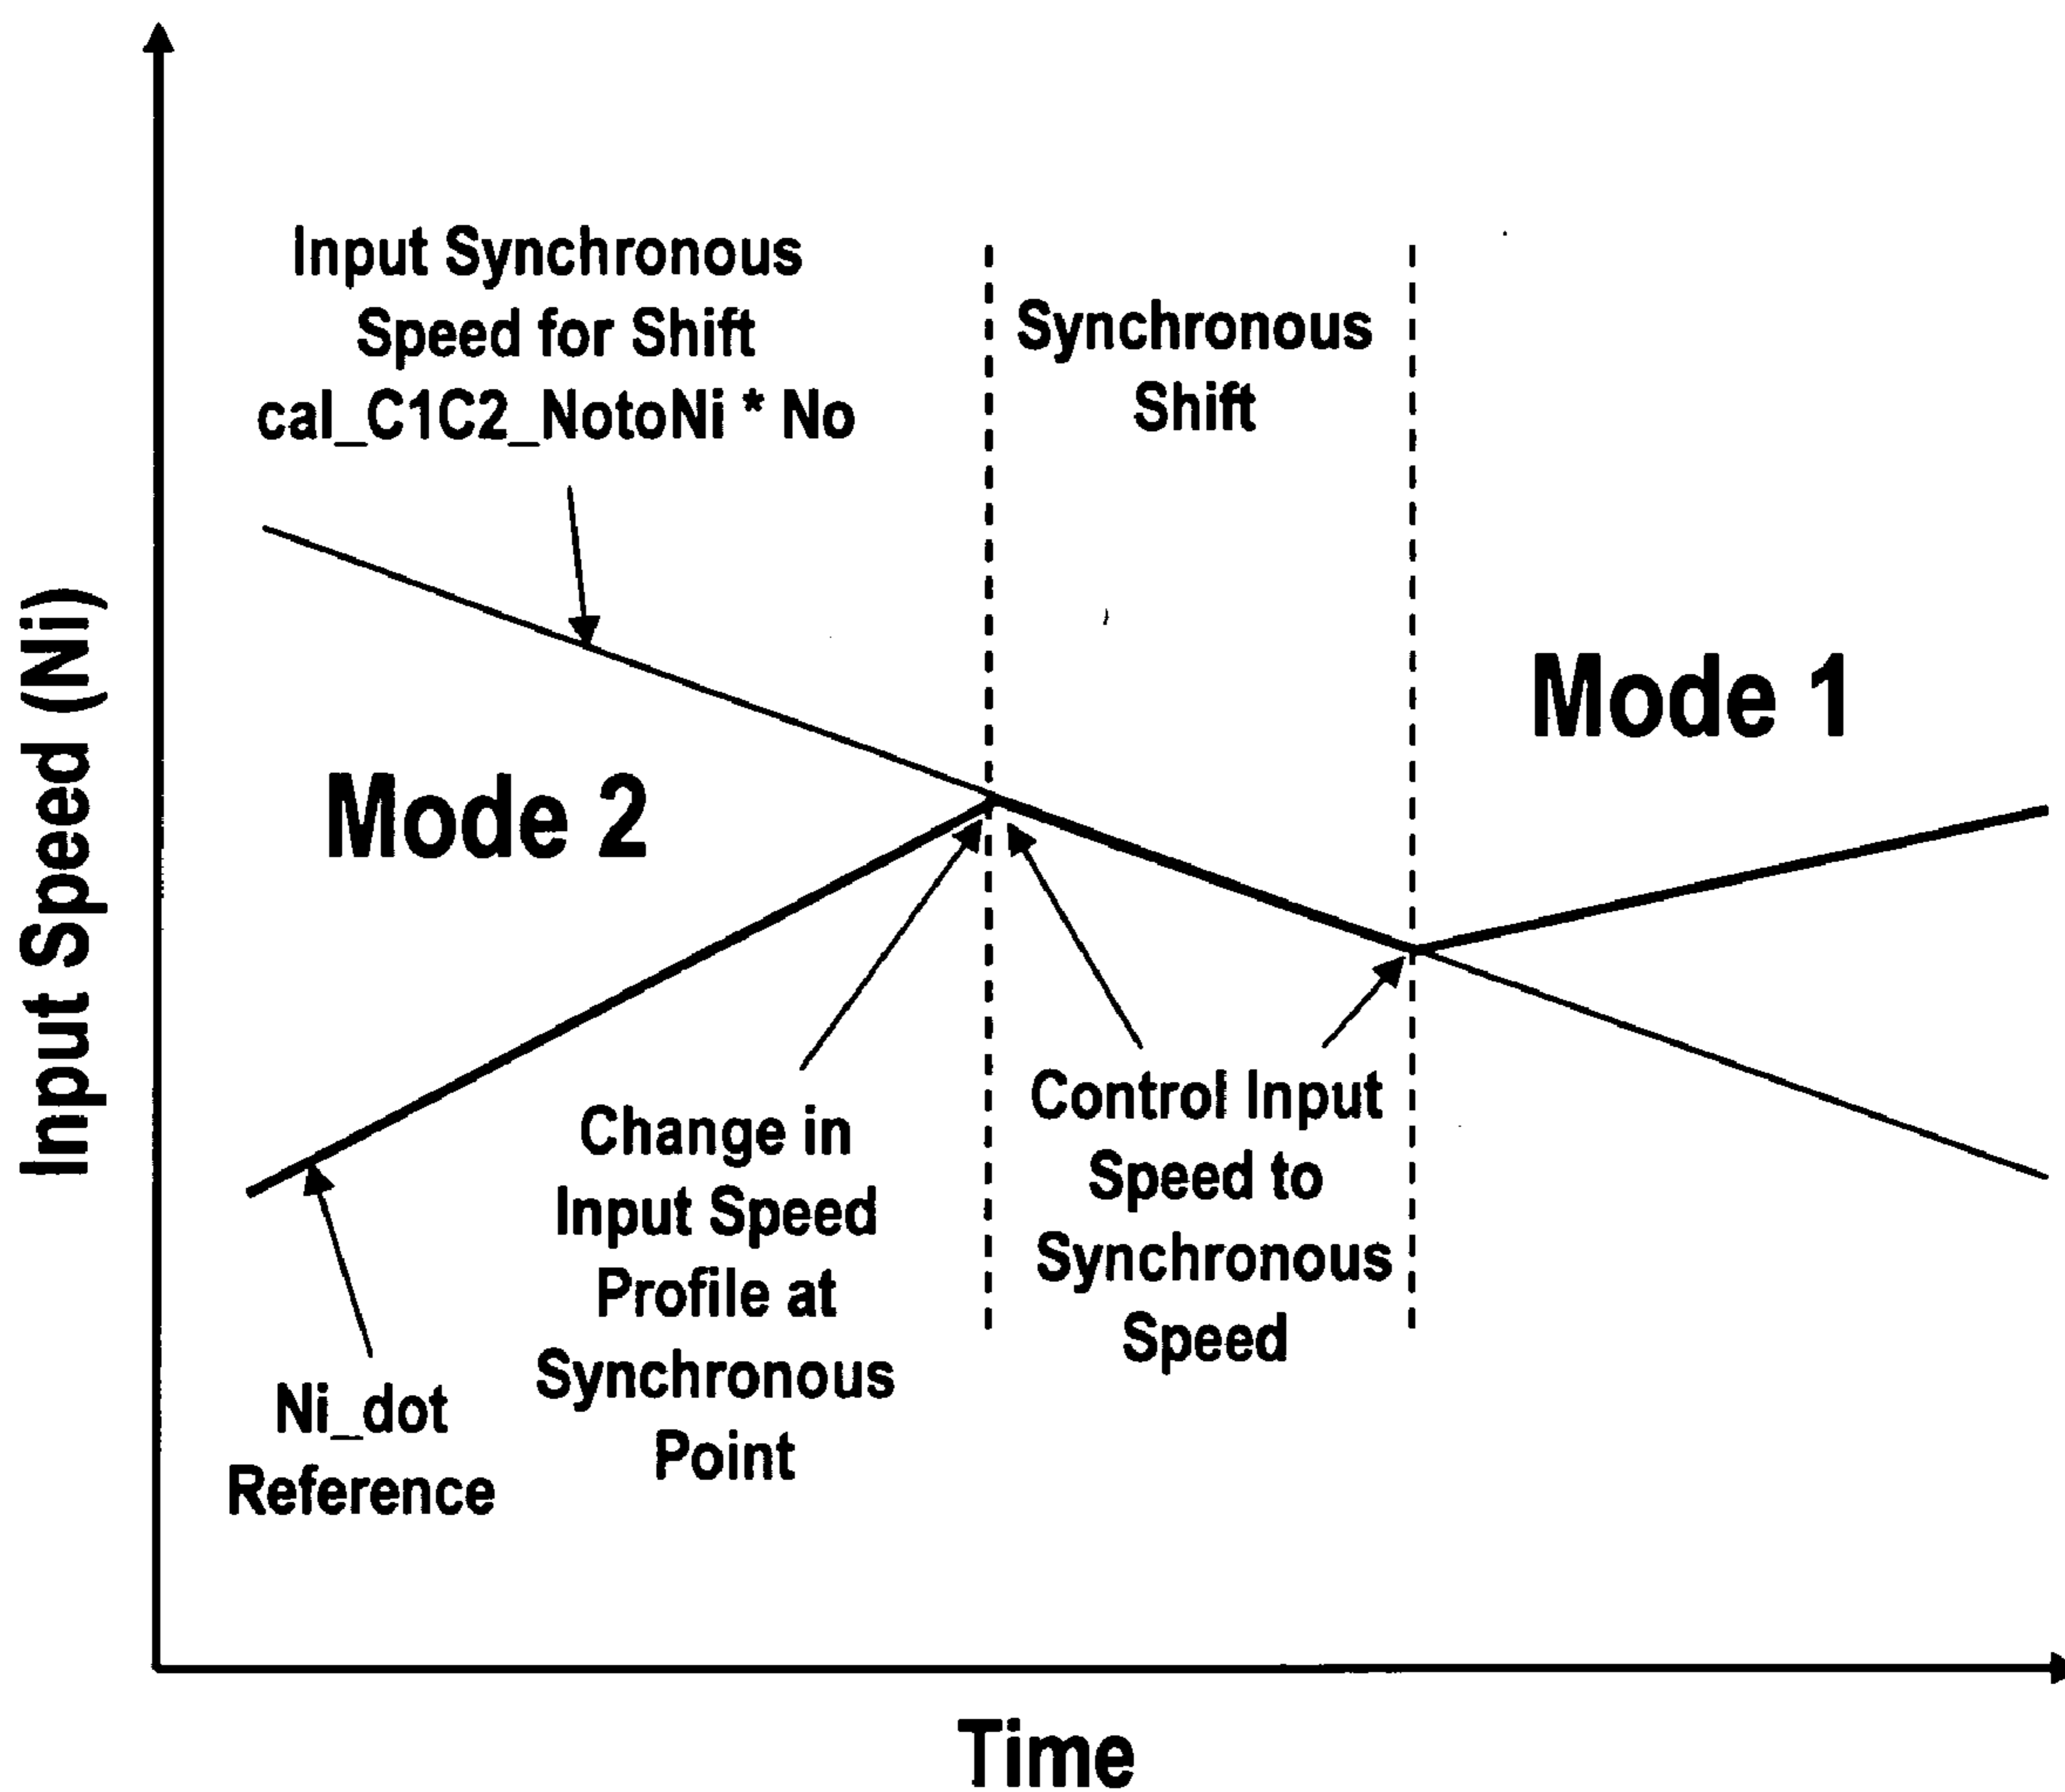 Input Synchronous
Speed for Shift
cal_C1C2_NotoNi * No
Synchronous
Shift
Mode 1
Mode 2
Input Speed (Ni)
Change in
Input Speed
Profile at
Synchronous
Point
Control Input
Speed to
Synchronous
Speed
Ni_dot
Reference
Time